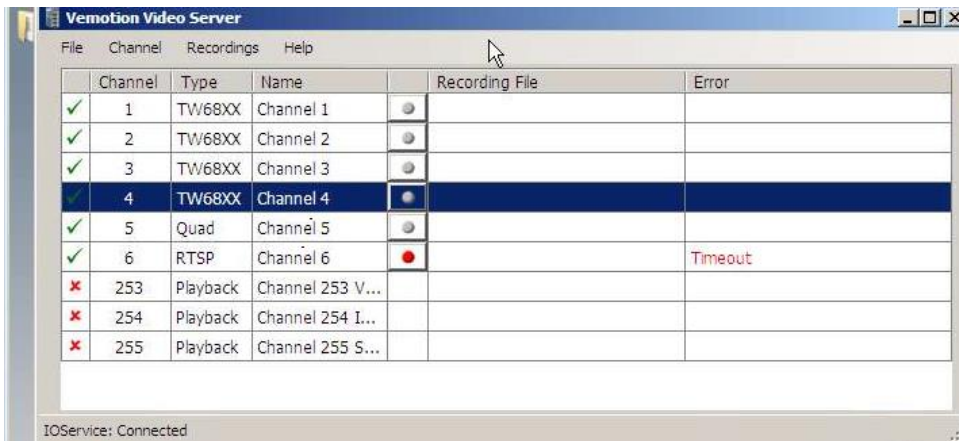 Vemotion Video Server
File Channel Recordings Help
Channel Type Name Recording File Error
1 TW68XX Channel 1
2 TW68XX Channel 2
3 TW68XX Channel 3
4 TW68XX Channel 4
5 Quad Channel 5
6 RTSP Channel 6 Timeout
253 Playback Channel 253 V...
254 Playback Channel 254 I...
255 Playback Channel 255 S...
IOService: Connected